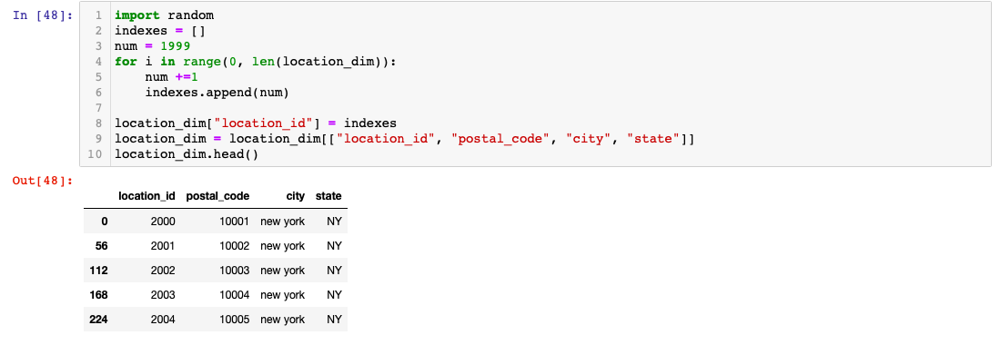 In [48]:
1 import random
2 indexes = []
3 num = 1999
4 for i in range(0, len(location_dim)):
5     num +=1
6     indexes.append(num)
7
8 location_dim["location_id"] = indexes
9 location_dim = location_dim[["location_id", "postal_code", "city", "state"]]
10 location_dim.head()
Out[48]:
location_id postal_code city state
0 2000 10001 new york NY
56 2001 10002 new york NY
112 2002 10003 new york NY
168 2003 10004 new york NY
224 2004 10005 new york NY